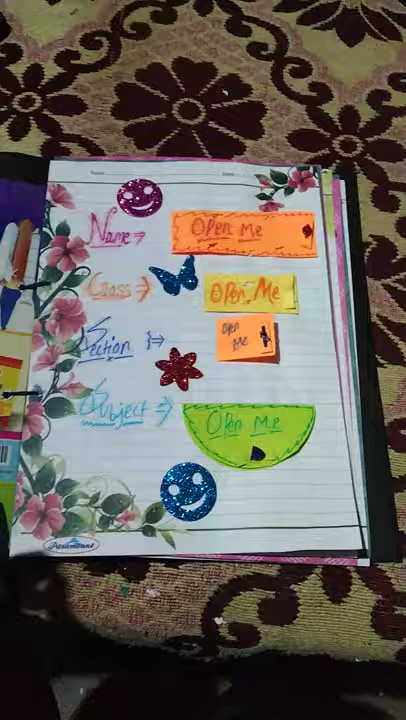 Name → Open Me
Class → Open Me
Section → Open Me
Subject → Open Me
Paramount